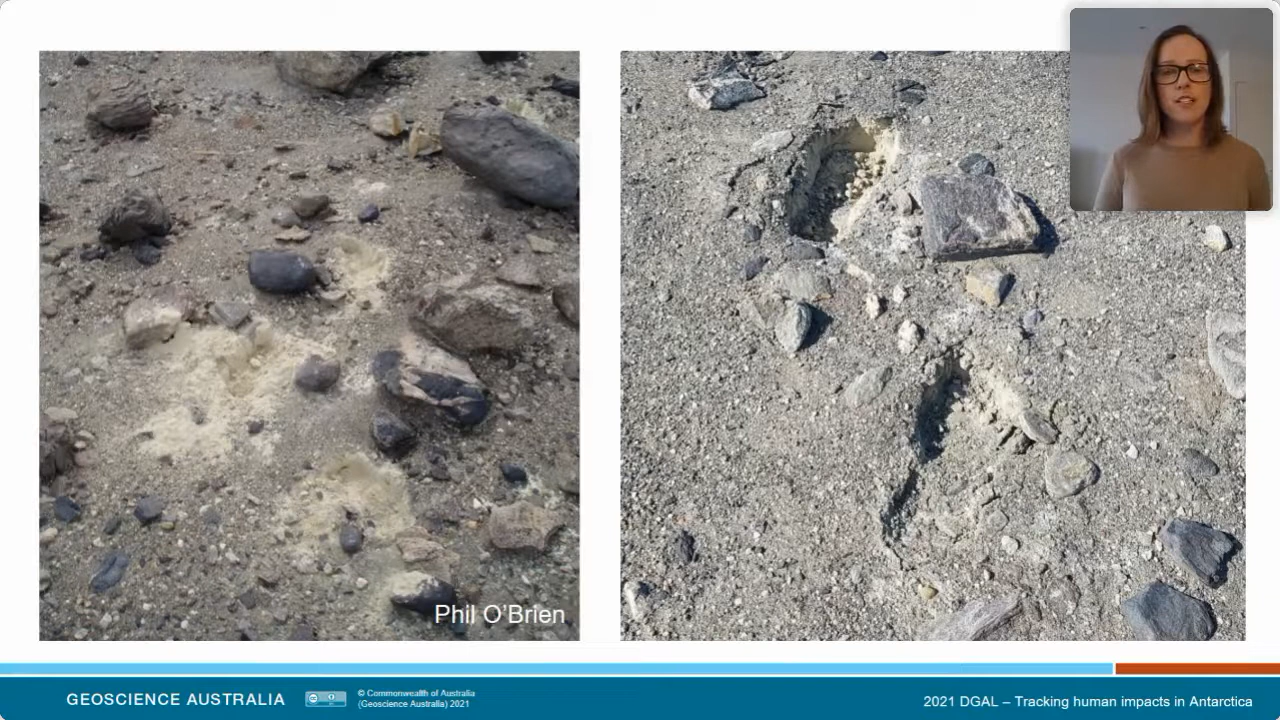 Phil O'Brien
GEOSCIENCE AUSTRALIA
© Commonwealth of Australia
(Geoscience Australia) 2021
2021 DGAL – Tracking human impacts in Antarctica